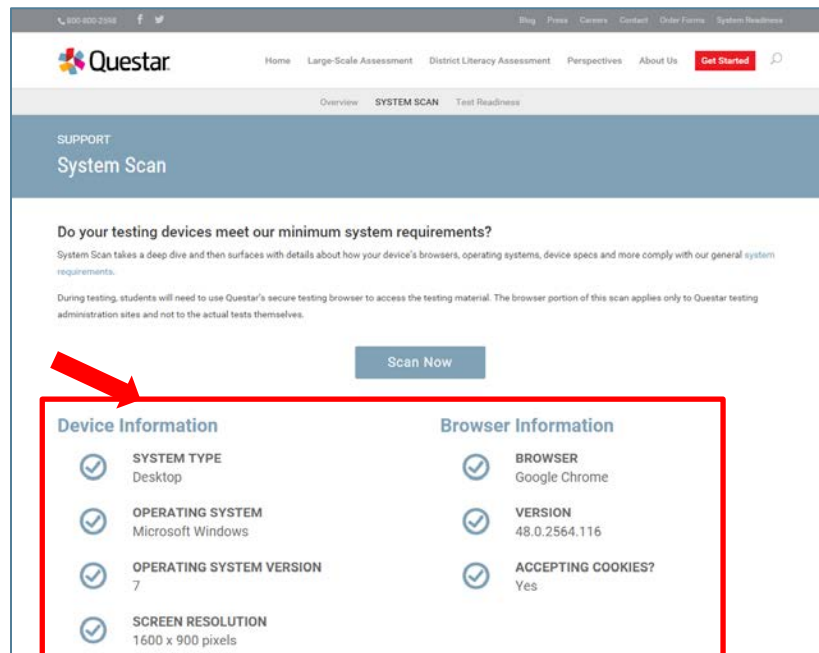 800-800-2598
Blog Press Careers Contact Order Forms System Readiness
Questar
Home Large-Scale Assessment District Literacy Assessment Perspectives About Us Get Started
Overview SYSTEM SCAN Test Readiness
SUPPORT
System Scan
Do your testing devices meet our minimum system requirements?
System Scan takes a deep dive and then surfaces with details about how your device's browsers, operating systems, device specs and more comply with our general system
requirements.
During testing, students will need to use Questar's secure testing browser to access the testing material. The browser portion of this scan applies only to Questar testing
administration sites and not to the actual tests themselves.
Scan Now
Device Information
SYSTEM TYPE
Desktop
OPERATING SYSTEM
Microsoft Windows
OPERATING SYSTEM VERSION
7
SCREEN RESOLUTION
1600 x 900 pixels
Browser Information
BROWSER
Google Chrome
VERSION
48.0.2564.116
ACCEPTING COOKIES?
Yes